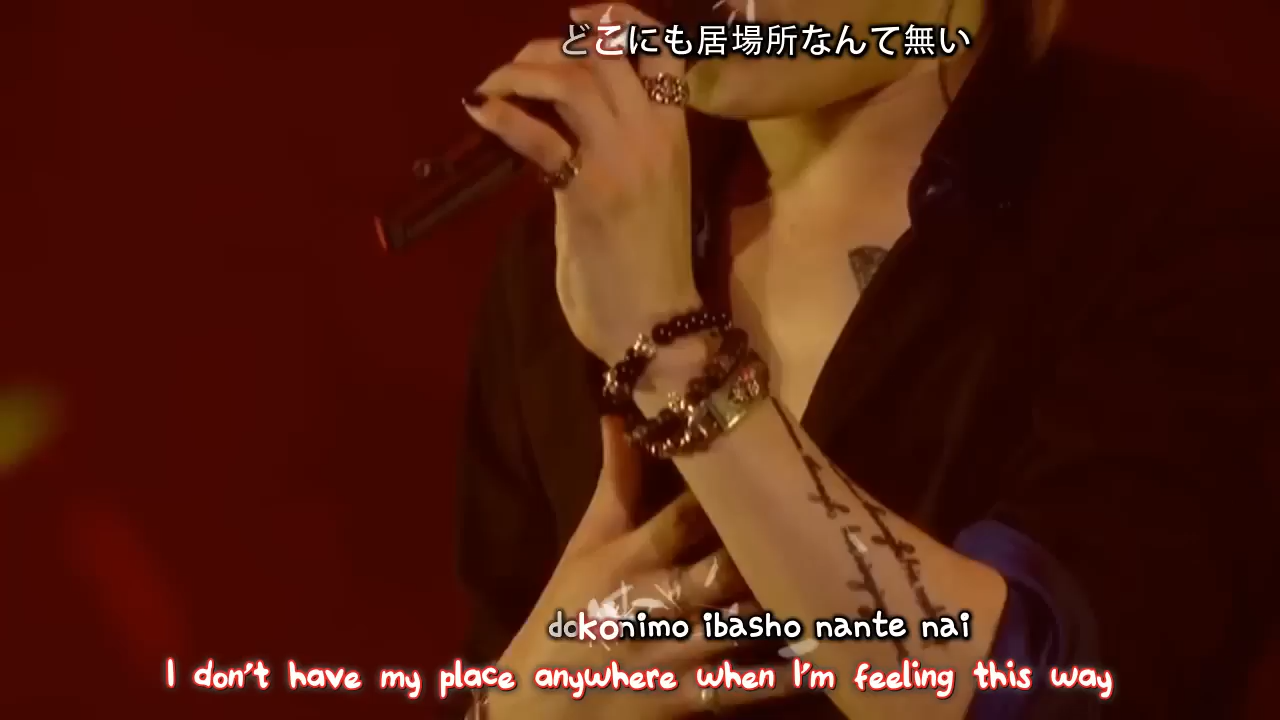 どこにも居場所なんて無い
dokonimo ibasho nante nai
I don't have my place anywhere when I'm feeling this way